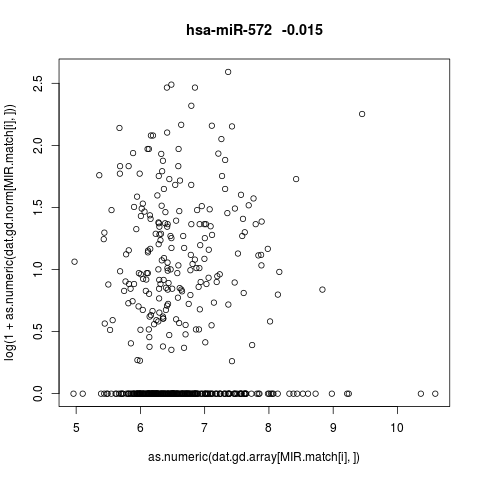 hsa-miR-572 -0.015
log(1 + as.numeric(dat.gd.norm[MIR.match[i], ]))
2.5
2.0
1.5
1.0
0.5
0.0
5 6 7 8 9 10
as.numeric(dat.gd.array[MIR.match[i], ])